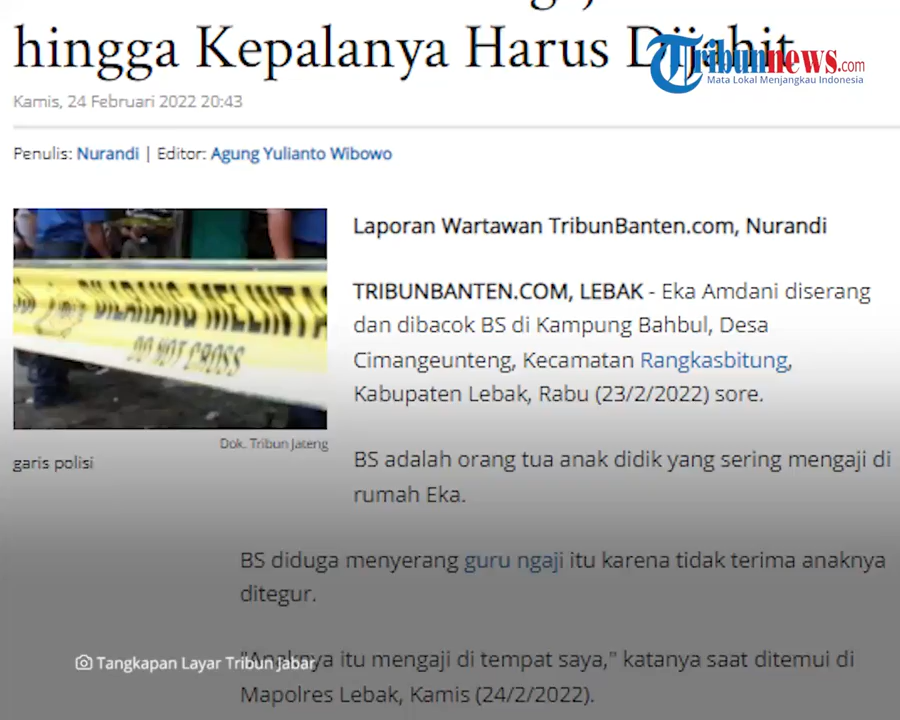 hingga Kepalanya Harus Dijahit
Tribunnews.com
Mata Lokal Menjangkau Indonesia
Kamis, 24 Februari 2022 20:43
Penulis: Nurandi | Editor: Agung Yulianto Wibowo
DILARANG MELINTA
DO NOT CROSS
Dok. Tribun Jateng
garis polisi
Laporan Wartawan TribunBanten.com, Nurandi
TRIBUNBANTEN.COM, LEBAK - Eka Amdani diserang
dan dibacok BS di Kampung Bahbul, Desa
Cimangeunteng, Kecamatan Rangkasbitung,
Kabupaten Lebak, Rabu (23/2/2022) sore.
BS adalah orang tua anak didik yang sering mengaji di
rumah Eka.
BS diduga menyerang guru ngaji itu karena tidak terima anaknya
ditegur.
"Anaknya itu mengaji di tempat saya," katanya saat ditemui di
Mapolres Lebak, Kamis (24/2/2022).
Tangkapan Layar Tribun Jabar